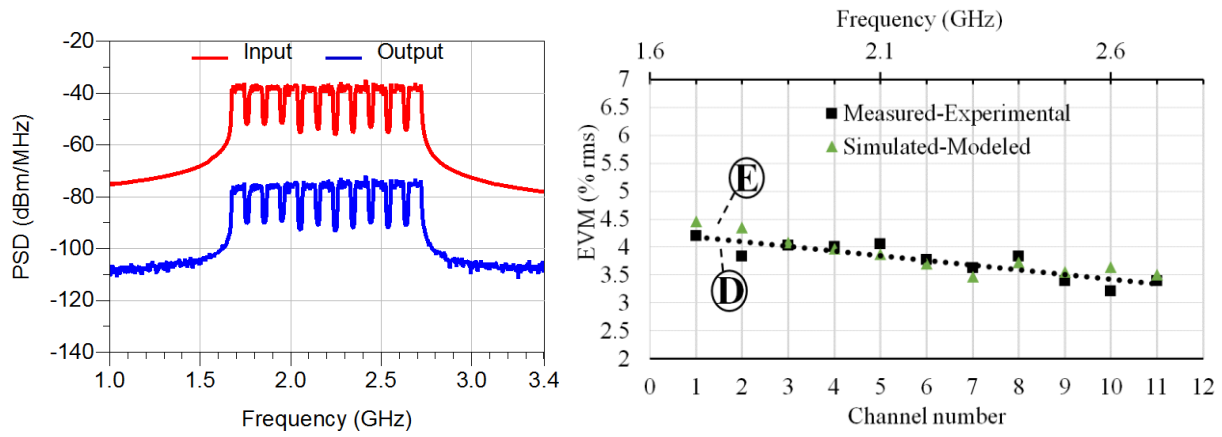 -20
-40
-60
-80
-100
-120
-140
PSD (dBm/MHz)
Input
Output
1.0 1.5 2.0 2.5 3.0 3.4
Frequency (GHz)
Frequency (GHz)
1.6 2.1 2.6
7
6.5
6
5.5
5
4.5
4
3.5
3
2.5
2
EVM (% rms)
Measured-Experimental
Simulated-Modeled
E
D
0 1 2 3 4 5 6 7 8 9 10 11 12
Channel number